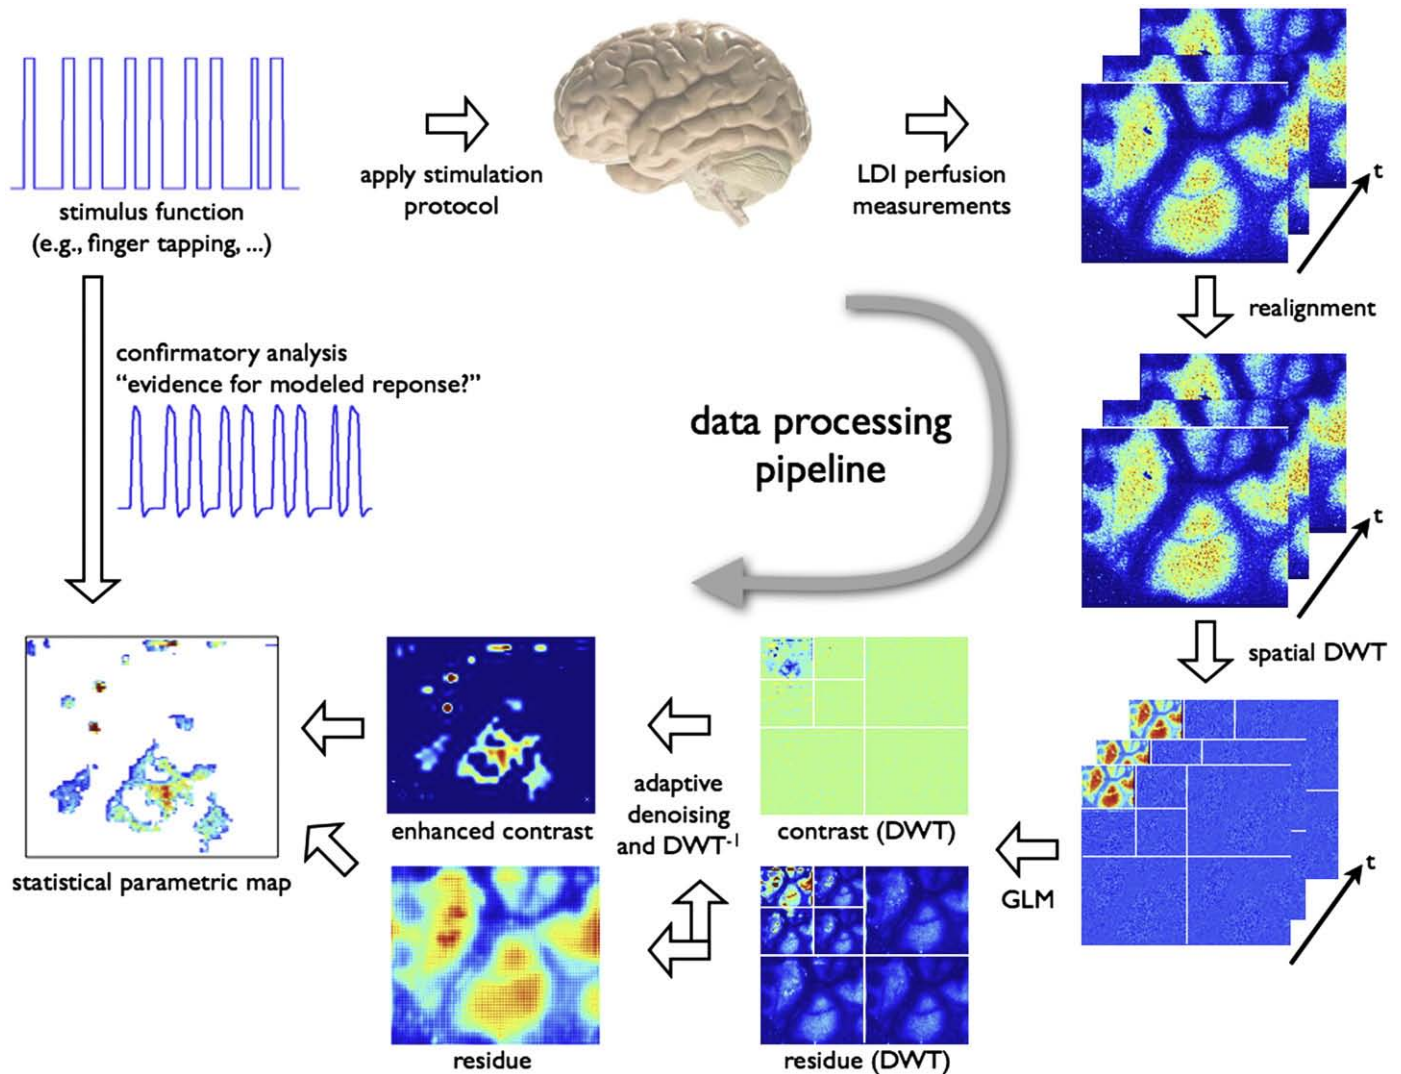 stimulus function
(e.g., finger tapping, ...)
apply stimulation
protocol
LDI perfusion
measurements
t
realignment
confirmatory analysis
“evidence for modeled reponse?”
data processing
pipeline
t
spatial DWT
t
GLM
contrast (DWT)
residue (DWT)
adaptive
denoising
and DWT-1
enhanced contrast
residue
statistical parametric map